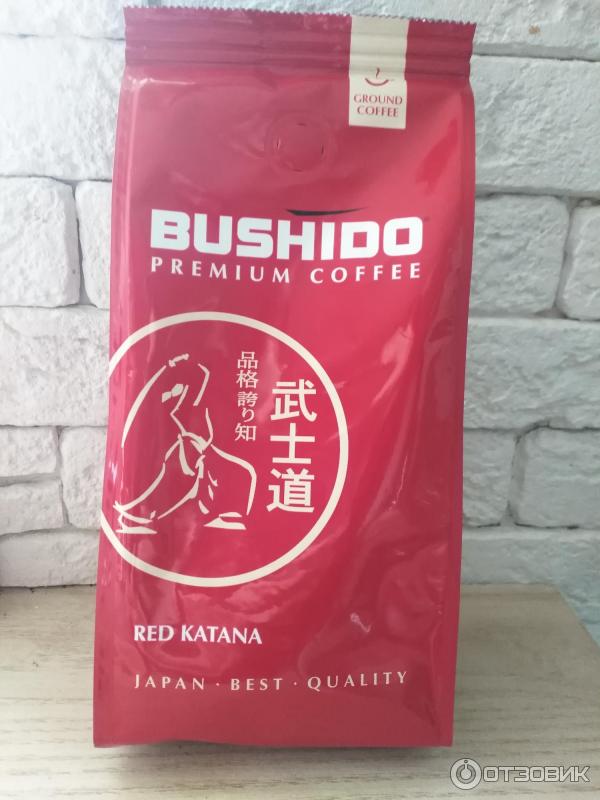 GROUND
COFFEE
BUSHIDO
PREMIUM COFFEE
武士道
品格誇り知
RED KATANA
JAPAN · BEST · QUALITY
ОТЗОВИК